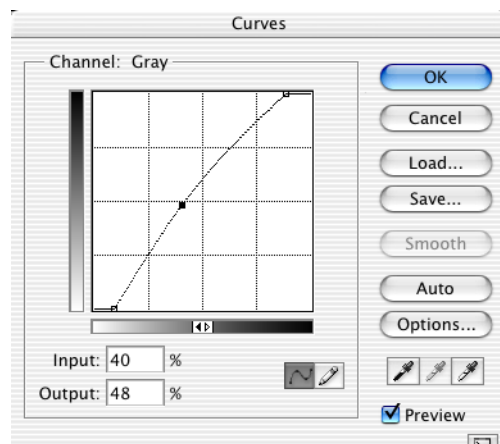 Curves
Channel: Gray
OK
Cancel
Load...
Save...
Smooth
Auto
Options...
Input: 40 %
Output: 48 %
Preview